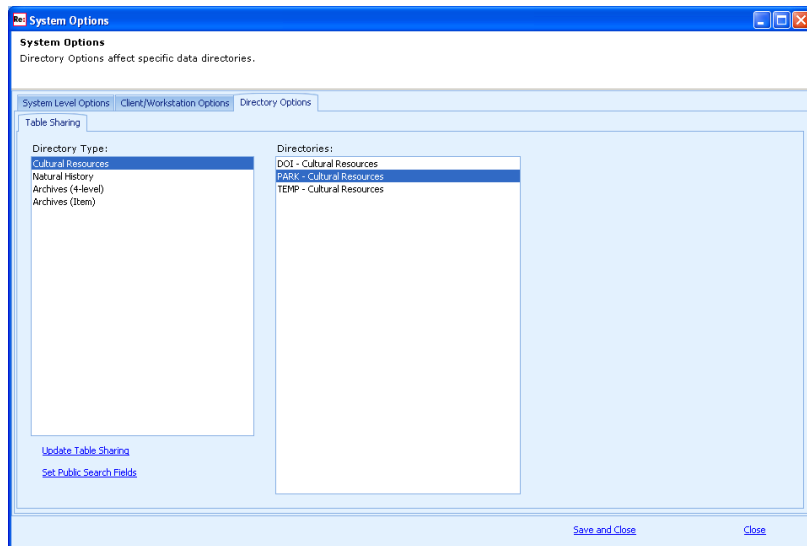 Re: System Options
System Options
Directory Options affect specific data directories.
System Level Options Client/Workstation Options Directory Options
Table Sharing
Directory Type:
Cultural Resources
Natural History
Archives (4-level)
Archives (Item)
Directories:
DOI - Cultural Resources
PARK - Cultural Resources
TEMP - Cultural Resources
Update Table Sharing
Set Public Search Fields
Save and Close Close